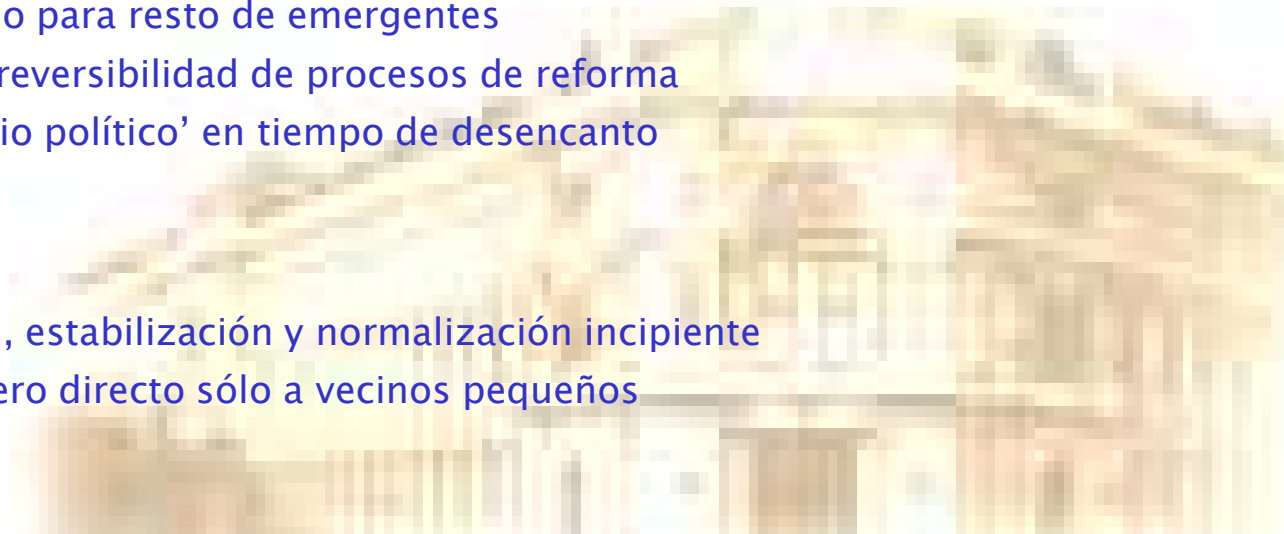 o para resto de emergentes
reversibilidad de procesos de reforma
io político’ en tiempo de desencanto
, estabilización y normalización incipiente
ero directo sólo a vecinos pequeños